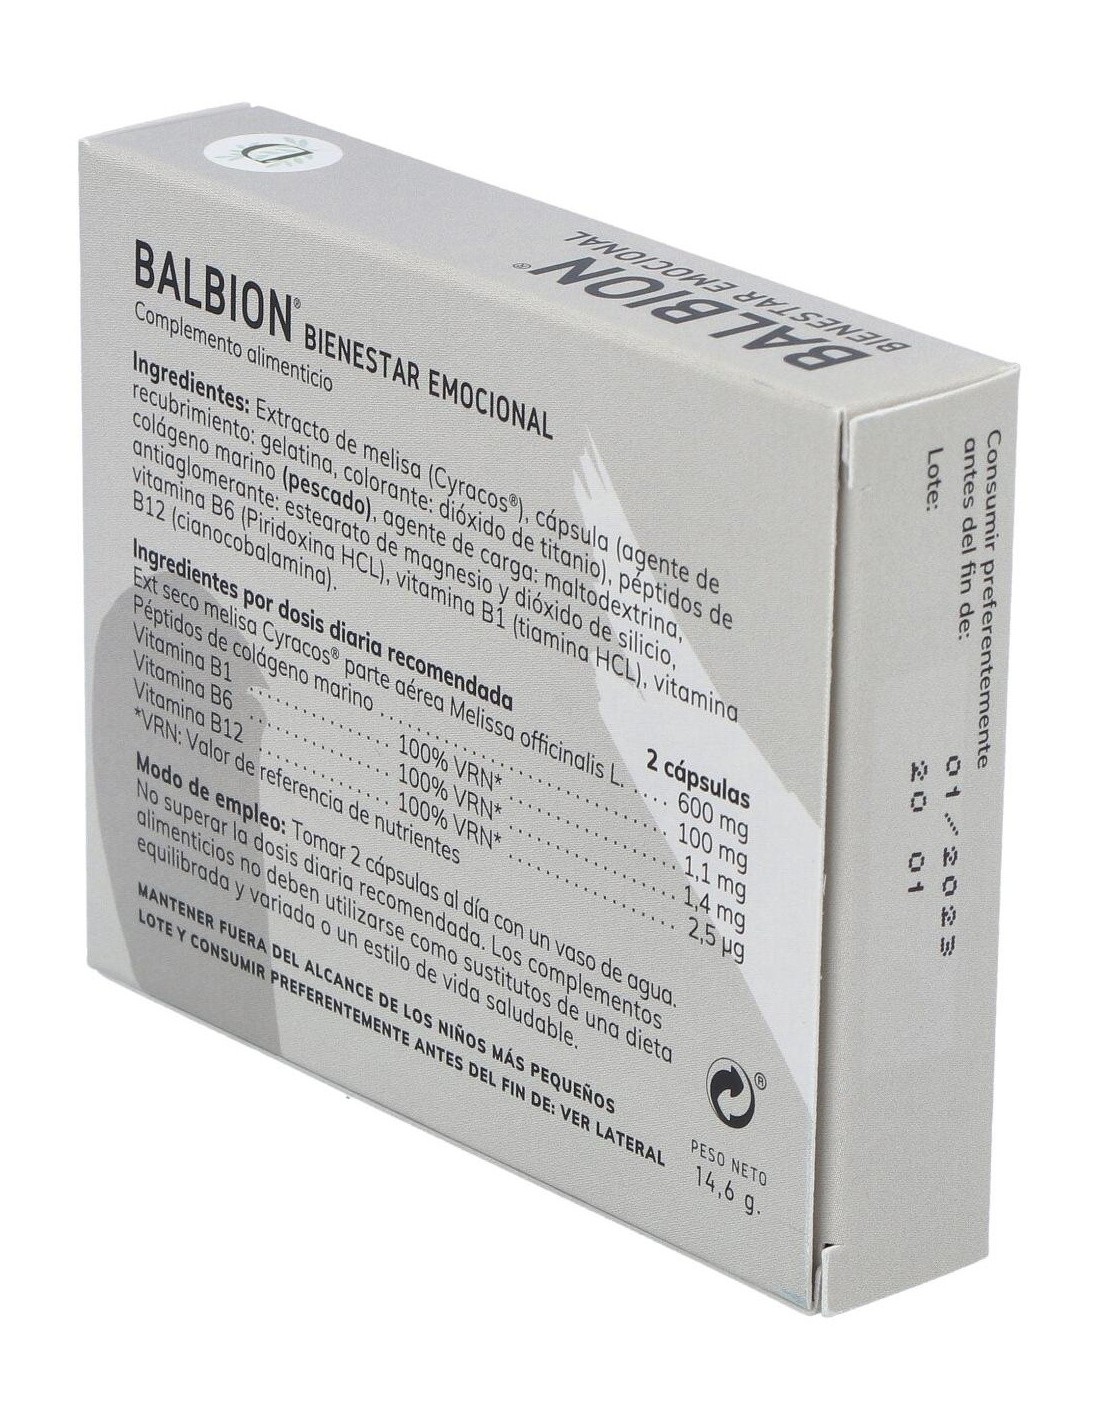 BALBION®
BIENESTAR EMOCIONAL
BALBION® BIENESTAR EMOCIONAL
Complemento alimenticio
Ingredientes: Extracto de melisa (Cyracos®), cápsula (agente de
recubrimiento: gelatina, colorante: dióxido de titanio), péptidos de
colágeno marino (pescado), agente de carga: maltodextrina,
antiaglomerante: estearato de magnesio y dióxido de silicio,
vitamina B6 (Piridoxina HCL), vitamina B1 (tiamina HCL), vitamina
B12 (cianocobalamina).
Ingredientes por dosis diaria recomendada 2 cápsulas
Ext seco melisa Cyracos® parte aérea Melissa officinalis L. ..... 600 mg
Péptidos de colágeno marino .......................... 100 mg
Vitamina B1 ............ 100% VRN* ............ 1,1 mg
Vitamina B6 ............ 100% VRN* ............ 1,4 mg
Vitamina B12 ............ 100% VRN* ............ 2,5 µg
*VRN: Valor de referencia de nutrientes
Modo de empleo: Tomar 2 cápsulas al día con un vaso de agua.
No superar la dosis diaria recomendada. Los complementos
alimenticios no deben utilizarse como sustitutos de una dieta
equilibrada y variada o un estilo de vida saludable.
MANTENER FUERA DEL ALCANCE DE LOS NIÑOS MÁS PEQUEÑOS
LOTE Y CONSUMIR PREFERENTEMENTE ANTES DEL FIN DE: VER LATERAL
®
PESO NETO
14,6 g.
Consumir preferentemente
antes del fin de: 01/2023
Lote: 20 01
D